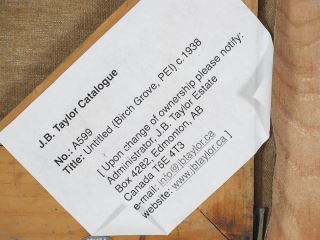 J.B. Taylor Catalogue
No.: A599
Title: Untitled (Birch Grove, PEI) c.1938
[ Upon change of ownership please notify:
Administrator, J.B. Taylor Estate
Box 4282, Edmonton, AB
Canada T5E 4T3
e-mail: info@jbtaylor.ca
website: www.jbtaylor.ca ]